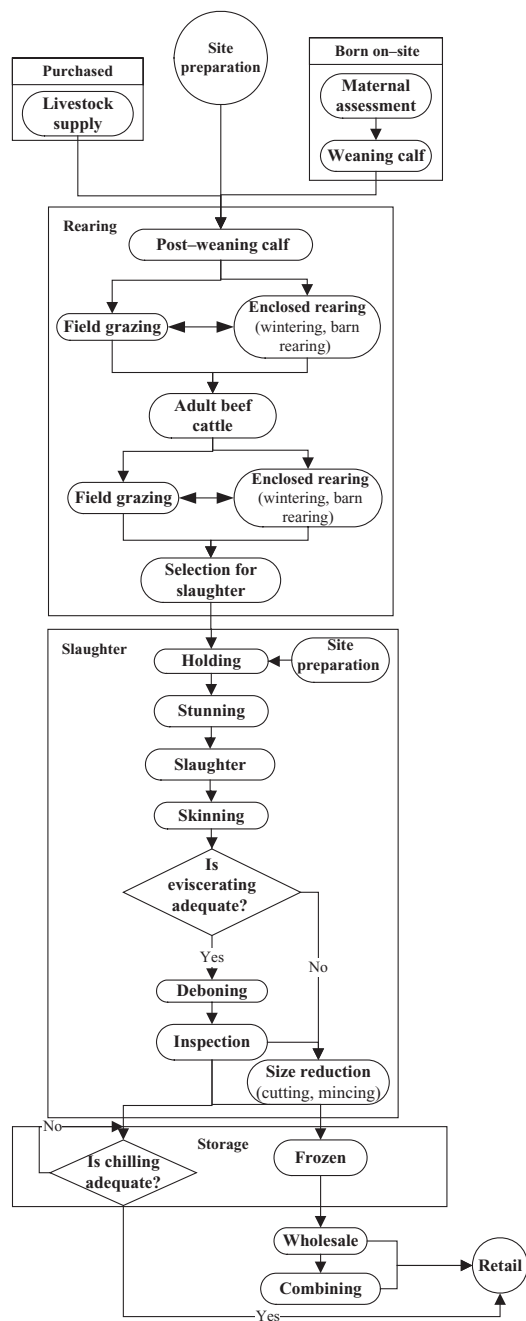 Site
preparation
Purchased
Livestock
supply
Born on–site
Maternal
assessment
Weaning calf
Rearing
Post–weaning calf
Field grazing
Enclosed rearing
(wintering, barn
rearing)
Adult beef
cattle
Field grazing
Enclosed rearing
(wintering, barn
rearing)
Selection for
slaughter
Slaughter
Holding
Site
preparation
Stunning
Slaughter
Skinning
Is
eviscerating
adequate?
Yes
No
Deboning
Inspection
Size reduction
(cutting, mincing)
No
Storage
Is chilling
adequate?
Frozen
Wholesale
Combining
Retail
Yes